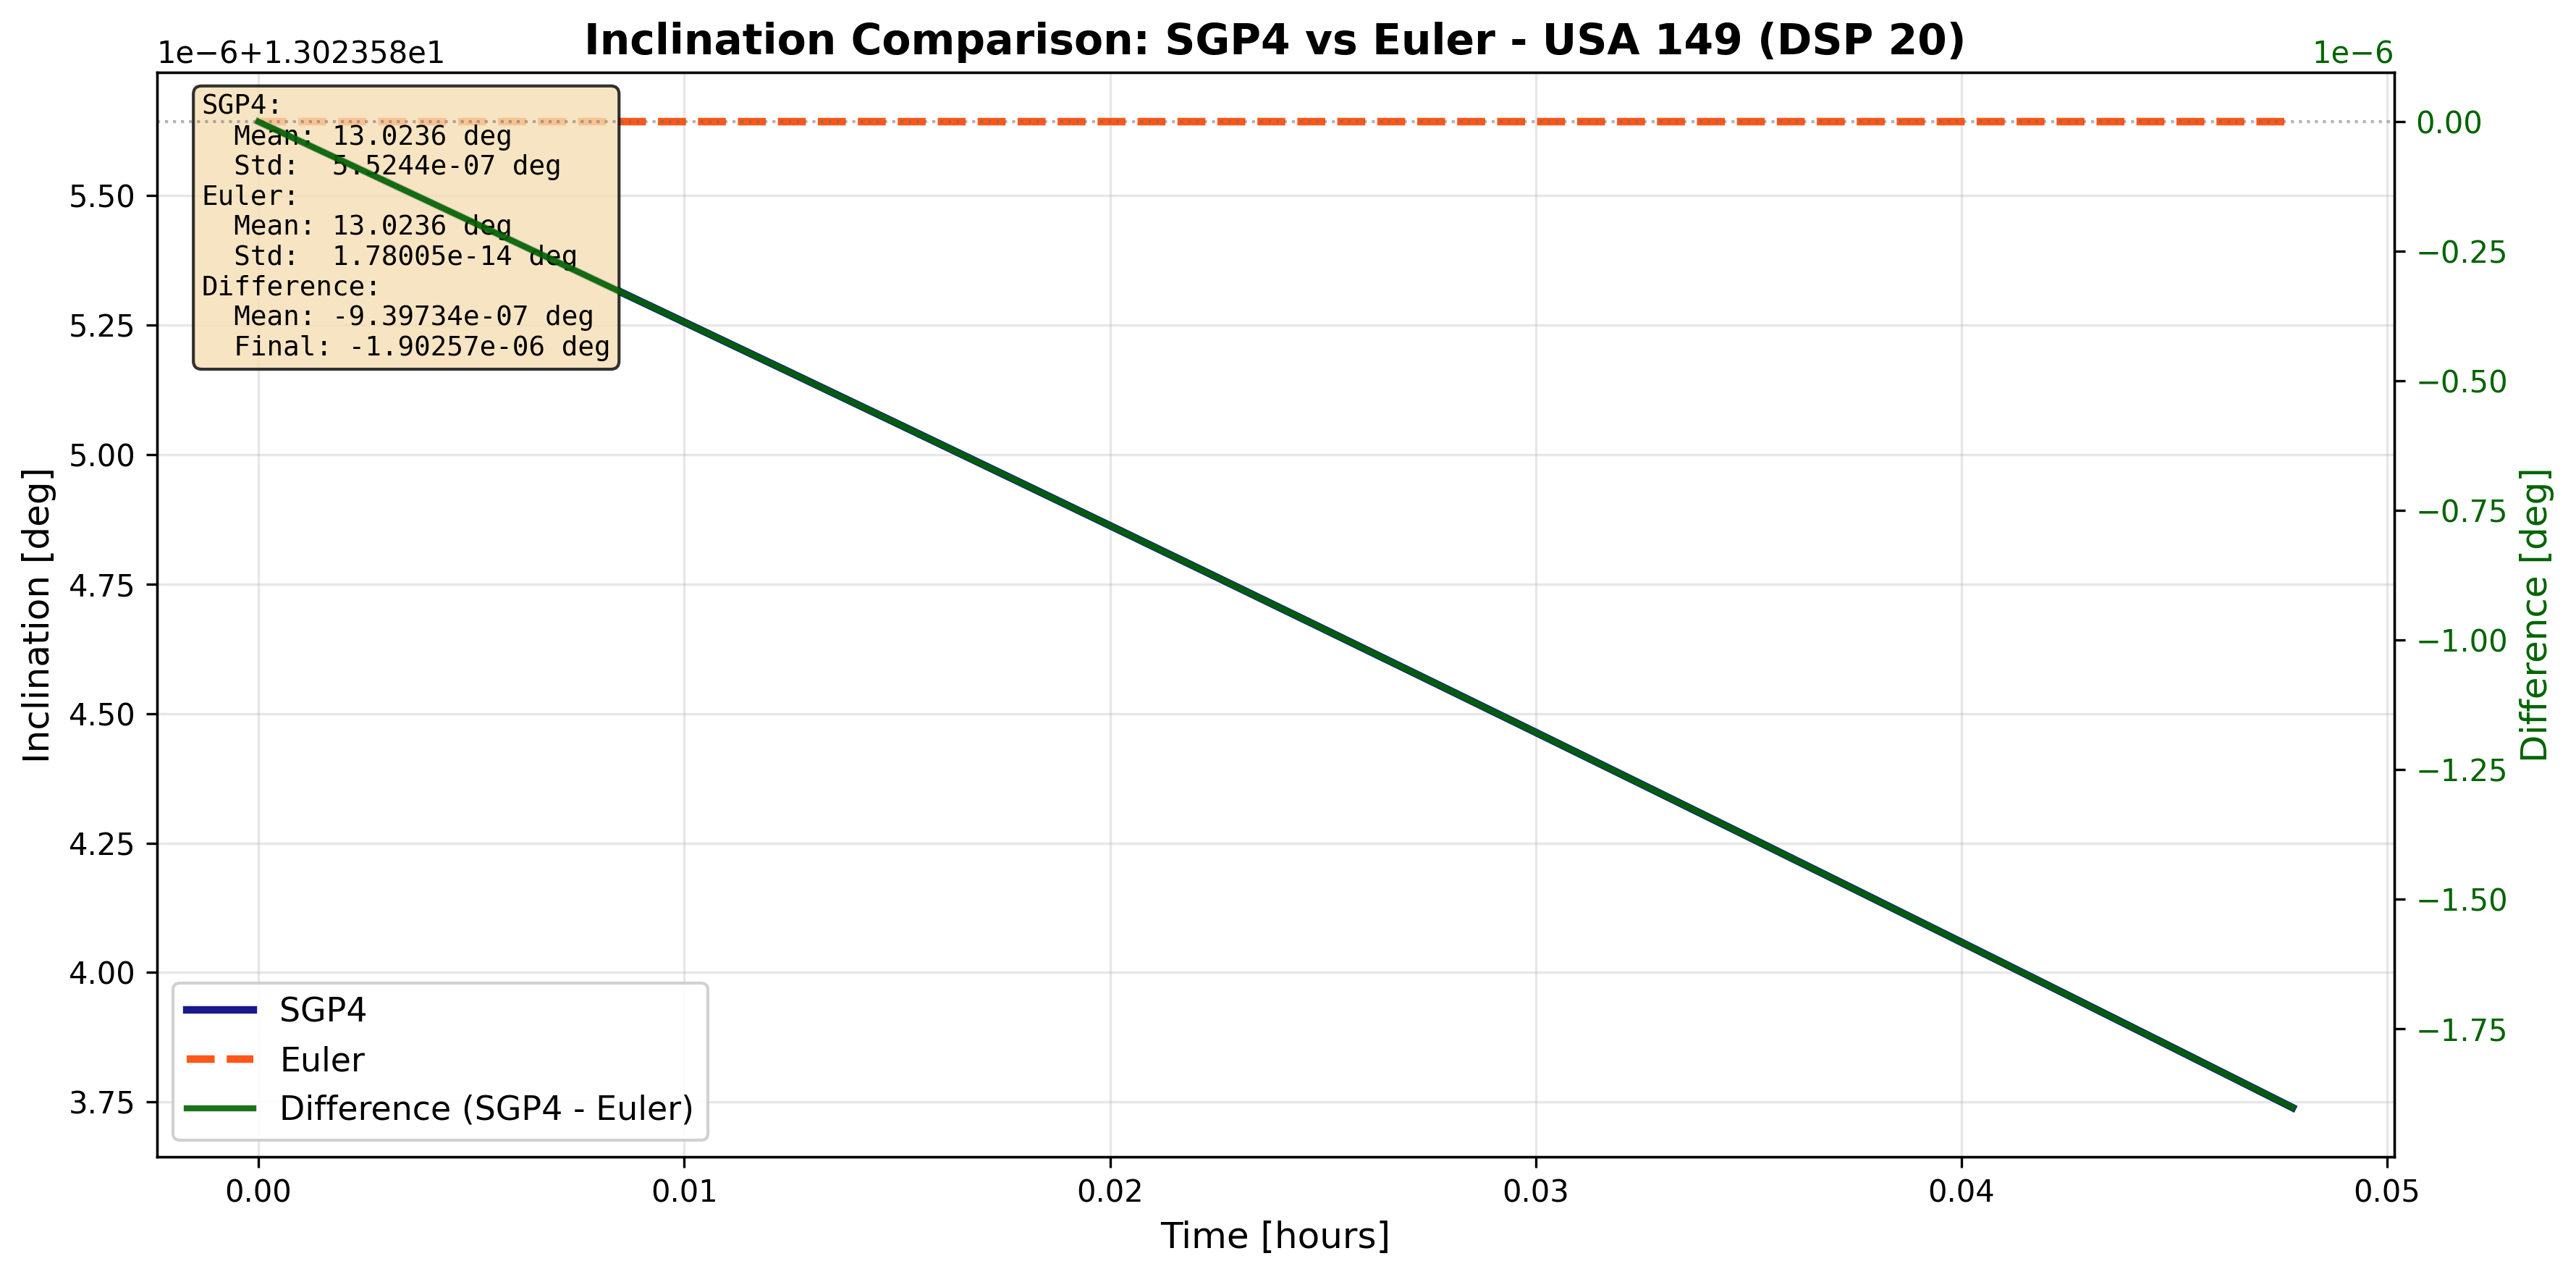 Inclination Comparison: SGP4 vs Euler - USA 149 (DSP 20)
1e−6+1.302358e1
1e−6
SGP4:
Mean: 13.0236 deg
Std: 5.5244e-07 deg
Euler:
Mean: 13.0236 deg
Std: 1.78005e-14 deg
Difference:
Mean: -9.39734e-07 deg
Final: -1.90257e-06 deg
Inclination [deg]
5.50
5.25
5.00
4.75
4.50
4.25
4.00
3.75
0.00
−0.25
−0.50
−0.75
−1.00
−1.25
−1.50
−1.75
Difference [deg]
SGP4
Euler
Difference (SGP4 - Euler)
0.00
0.01
0.02
0.03
0.04
0.05
Time [hours]